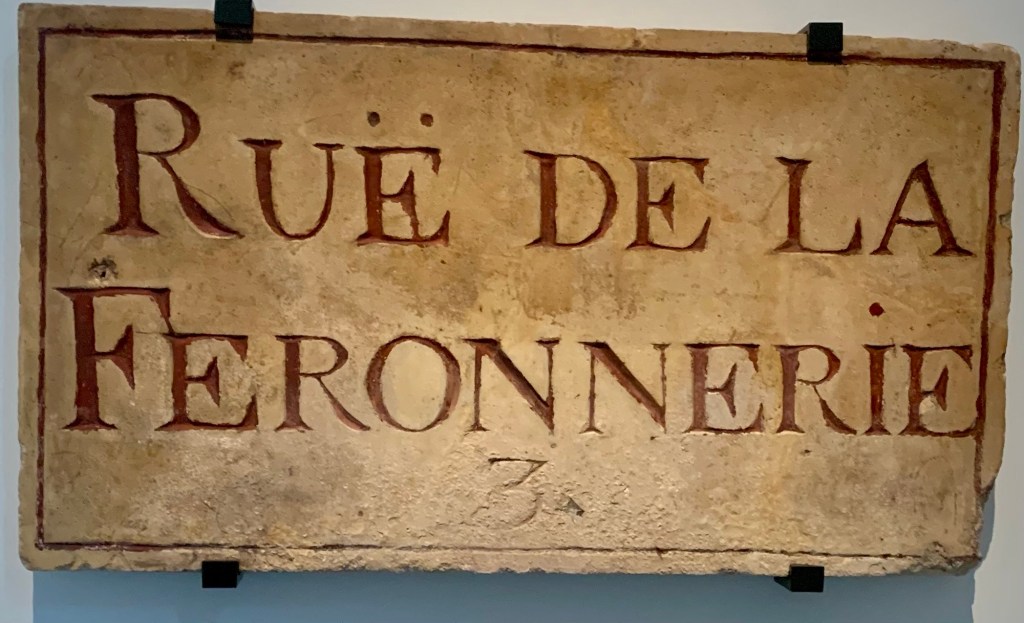 RUË DE LA
FERONNERIE
3